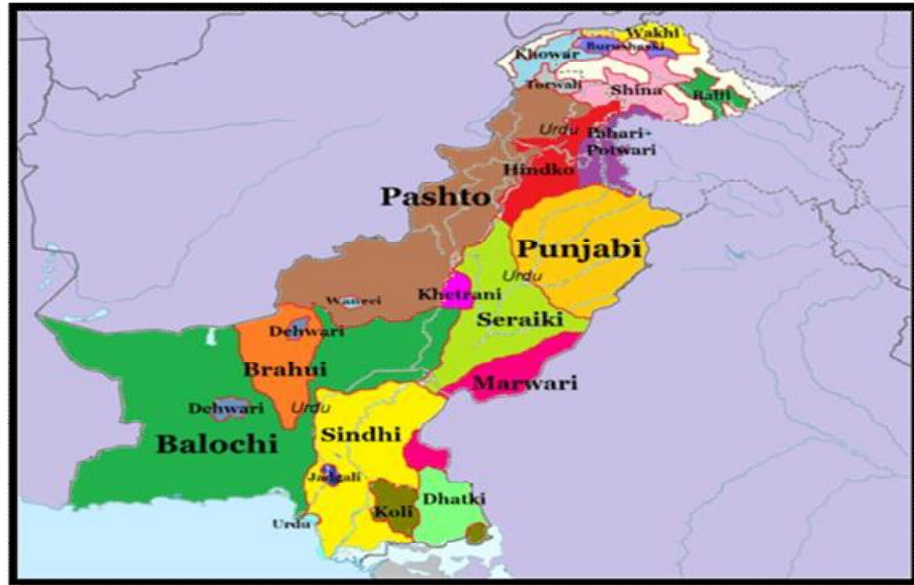 Wakhi
Khowar
Burushaski
Torwali
Shina
Balti
Urdu
Pahari-
Potwari
Hindko
Pashto
Punjabi
Urdu
Khetrani
Waneci
Seraiki
Dehwari
Brahui
Marwari
Dehwari
Urdu
Sindhi
Balochi
Jadgali
Dhatki
Koli
Urdu